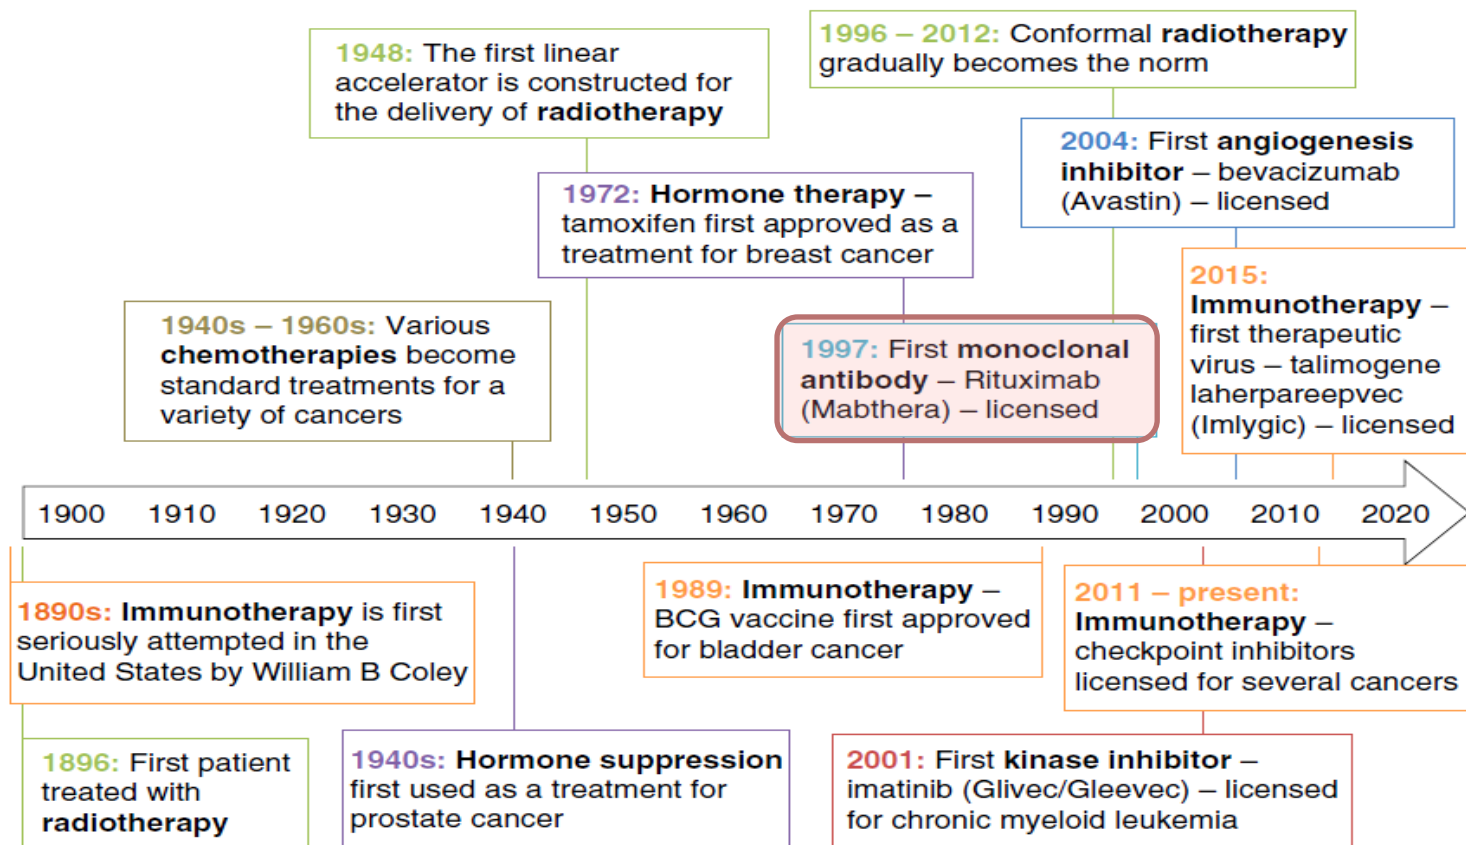 1948: The first linear
accelerator is constructed for
the delivery of radiotherapy
1996 – 2012: Conformal radiotherapy
gradually becomes the norm
2004: First angiogenesis
inhibitor – bevacizumab
(Avastin) – licensed
1972: Hormone therapy –
tamoxifen first approved as a
treatment for breast cancer
2015:
Immunotherapy –
first therapeutic
virus – talimogene
laherpareepvec
(Imlygic) – licensed
1940s – 1960s: Various
chemotherapies become
standard treatments for a
variety of cancers
1997: First monoclonal
antibody – Rituximab
(Mabthera) – licensed
1900 1910 1920 1930 1940 1950 1960 1970 1980 1990 2000 2010 2020
1890s: Immunotherapy is first
seriously attempted in the
United States by William B Coley
1989: Immunotherapy –
BCG vaccine first approved
for bladder cancer
2011 – present:
Immunotherapy –
checkpoint inhibitors
licensed for several cancers
1896: First patient
treated with
radiotherapy
1940s: Hormone suppression
first used as a treatment for
prostate cancer
2001: First kinase inhibitor –
imatinib (Glivec/Gleevec) – licensed
for chronic myeloid leukemia